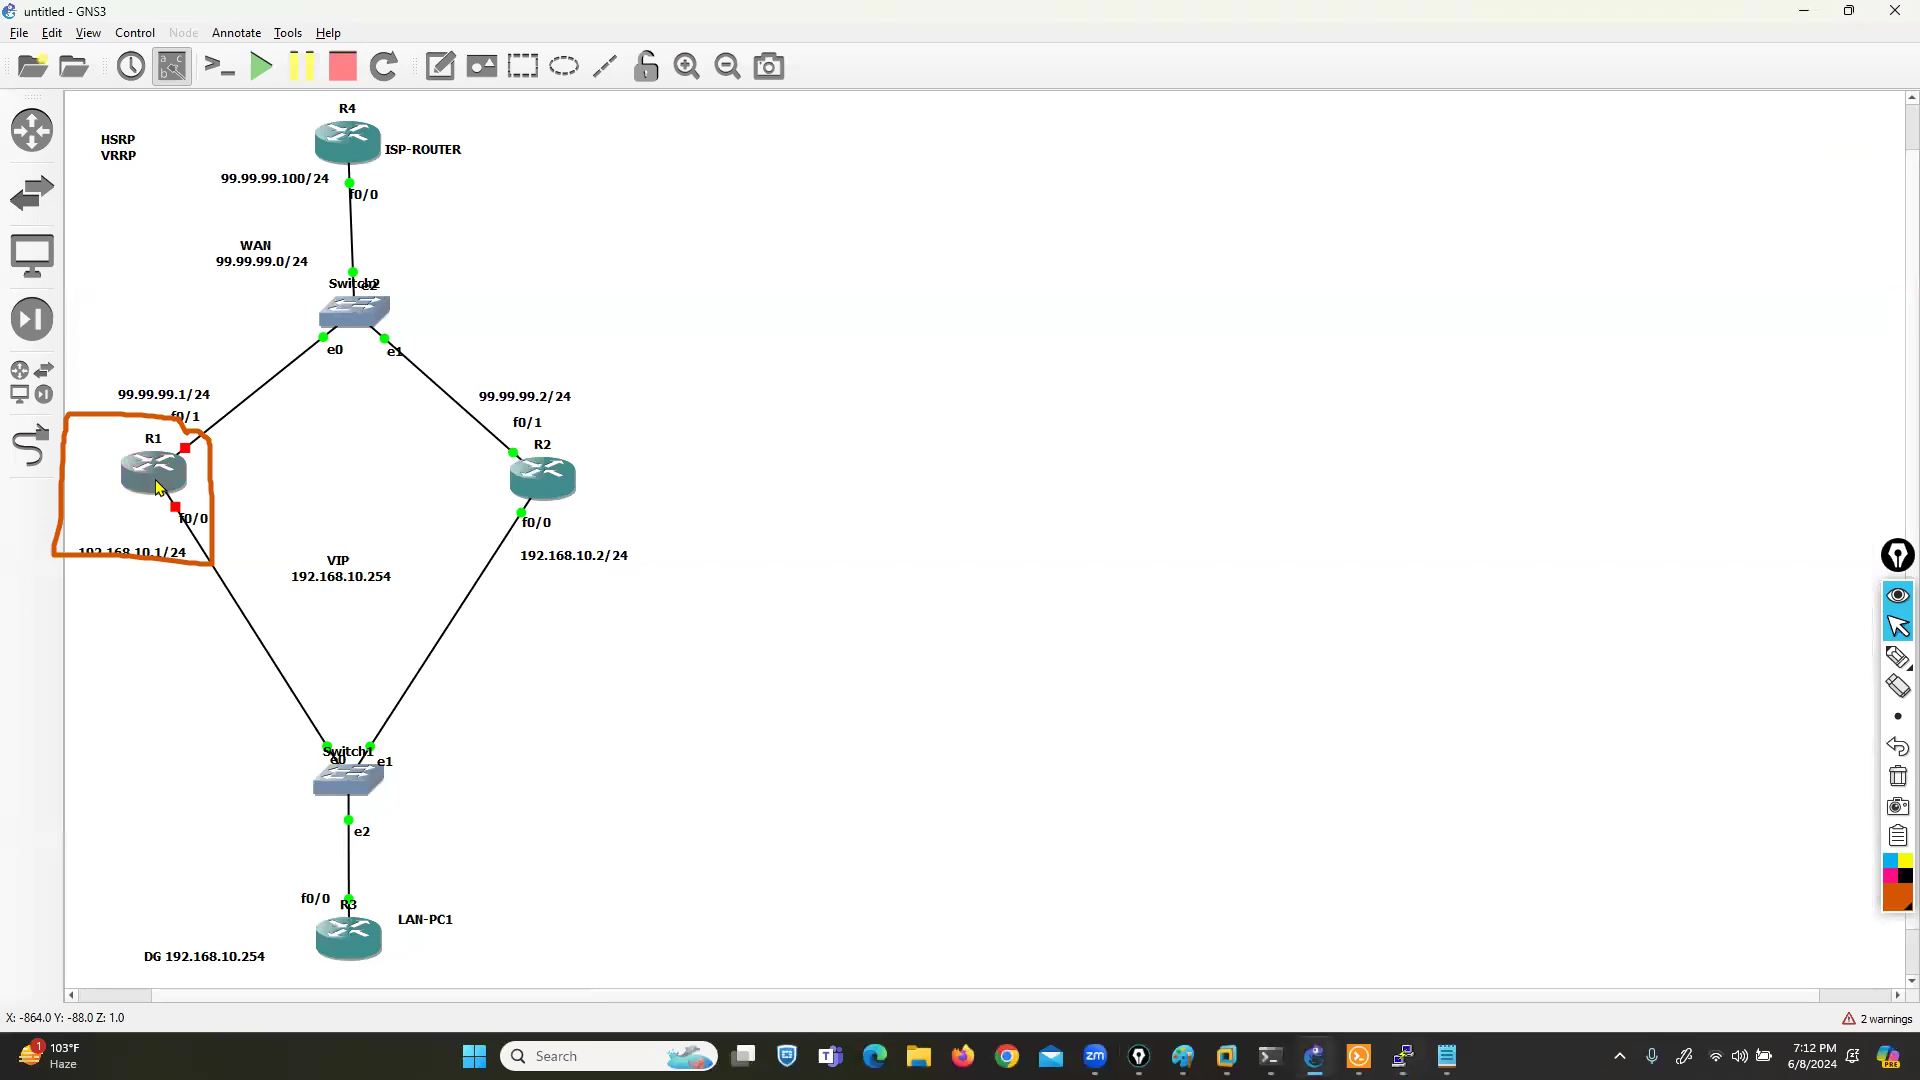 untitled - GNS3
File Edit View Control Node Annotate Tools Help
R4
HSRP
VRRP
ISP-ROUTER
99.99.99.100/24
f0/0
WAN
99.99.99.0/24
Switch2
e2
e0
e1
99.99.99.1/24
99.99.99.2/24
f0/1
f0/1
R1
R2
f0/0
f0/0
192.168.10.1/24
192.168.10.2/24
VIP
192.168.10.254
Switch1
e0
e1
e2
f0/0
R3
LAN-PC1
DG 192.168.10.254
X: -864.0 Y: -88.0 Z: 1.0
2 warnings
1
103°F
Haze
Search
zm
PRE
7:12 PM
6/8/2024